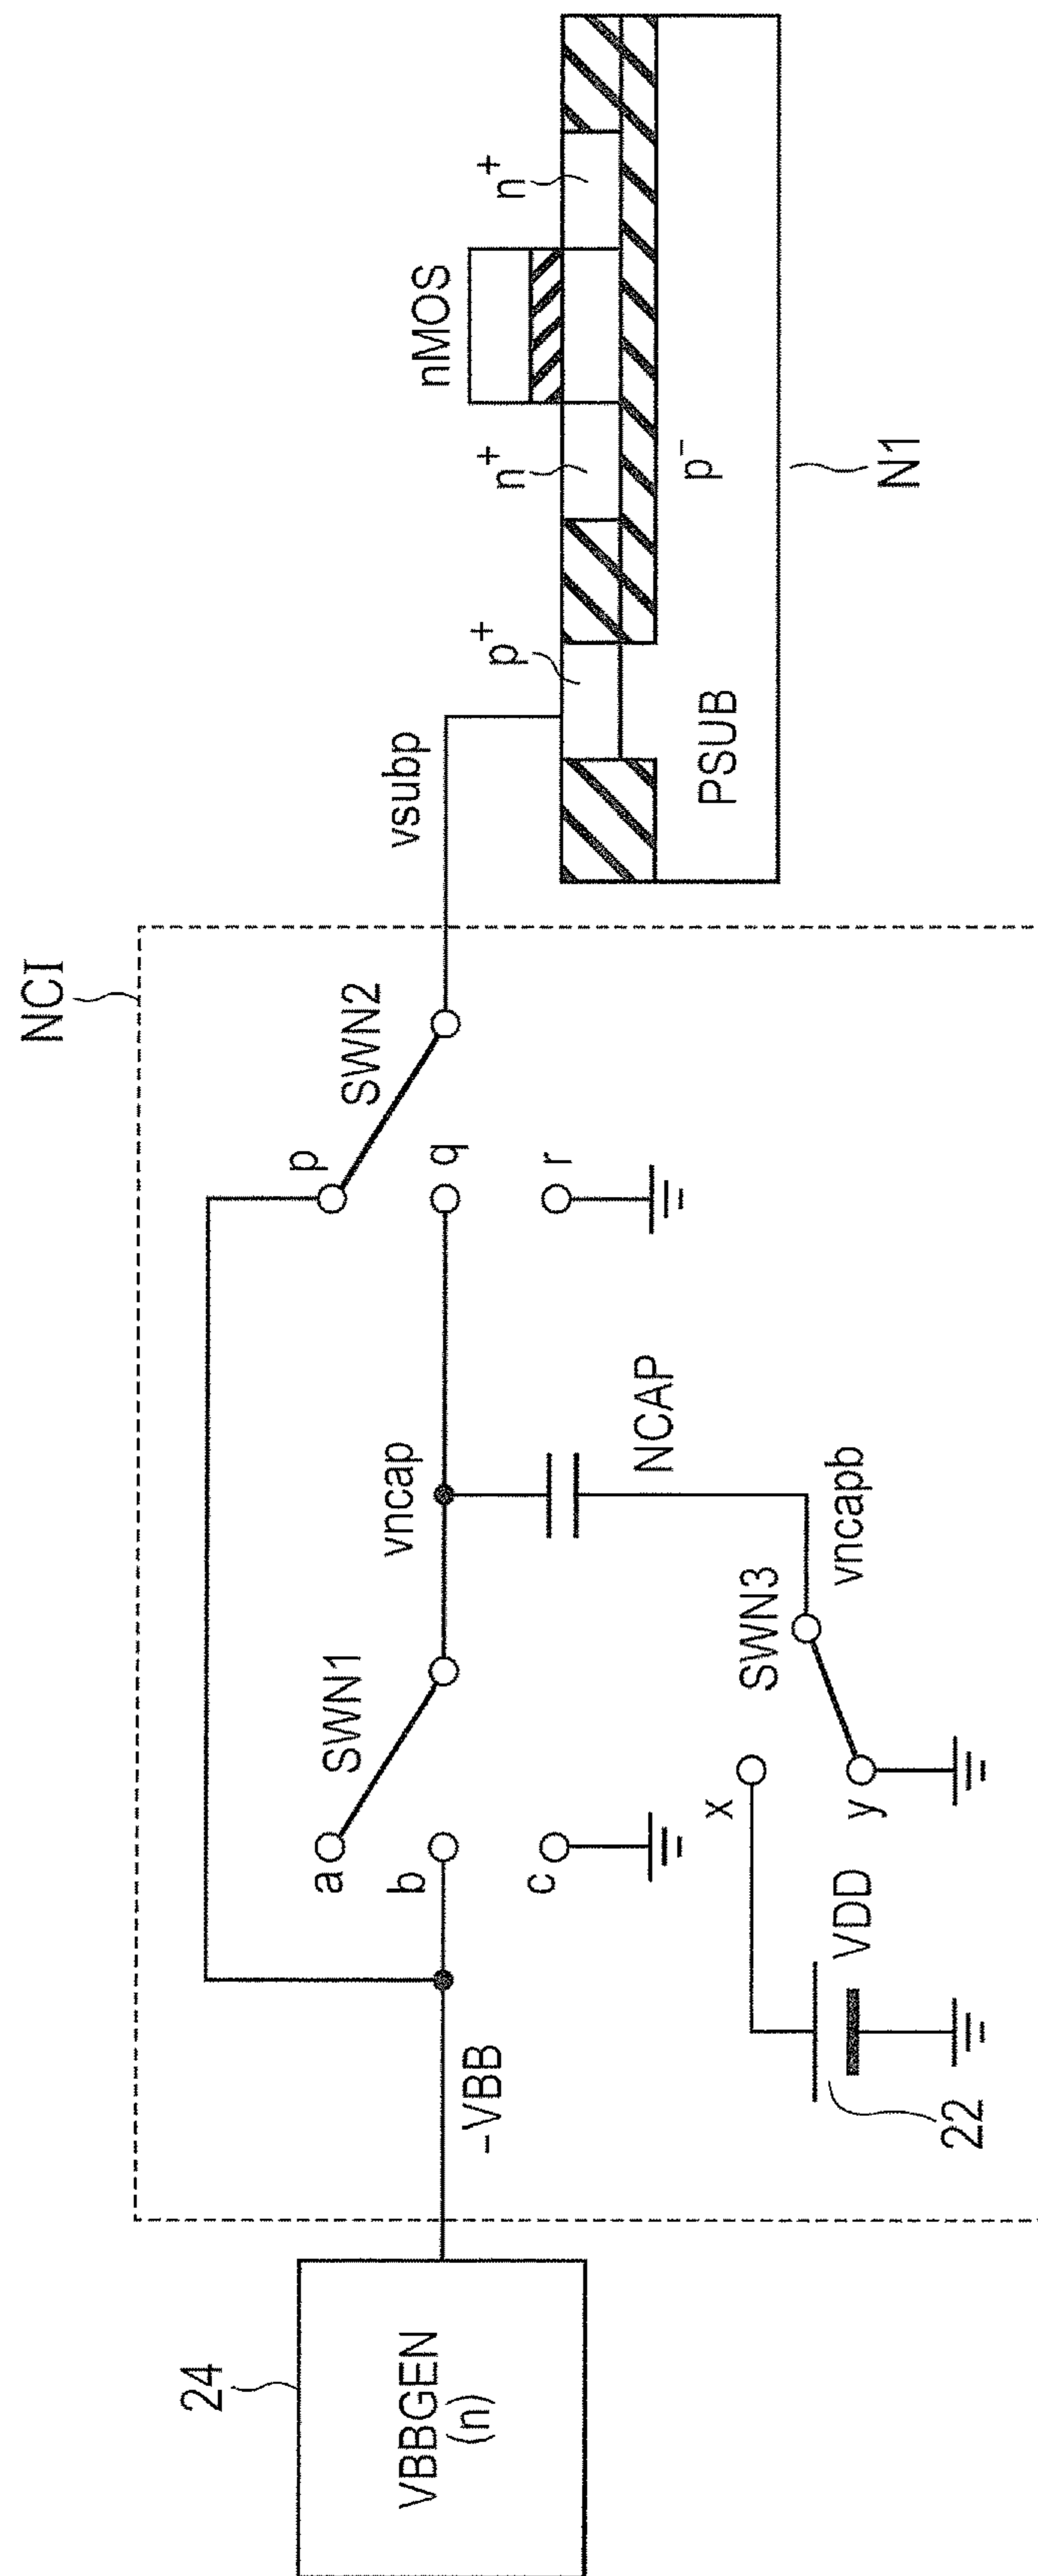 24
VBBGEN
(n)
-VBB
NCI
a
SWN1
b
c
vncap
NCAP
p
SWN2
q
r
vsubp
22
VDD
x
SWN3
y
vncapb
nMOS
p+
n+
n+
PSUB
p-
N1